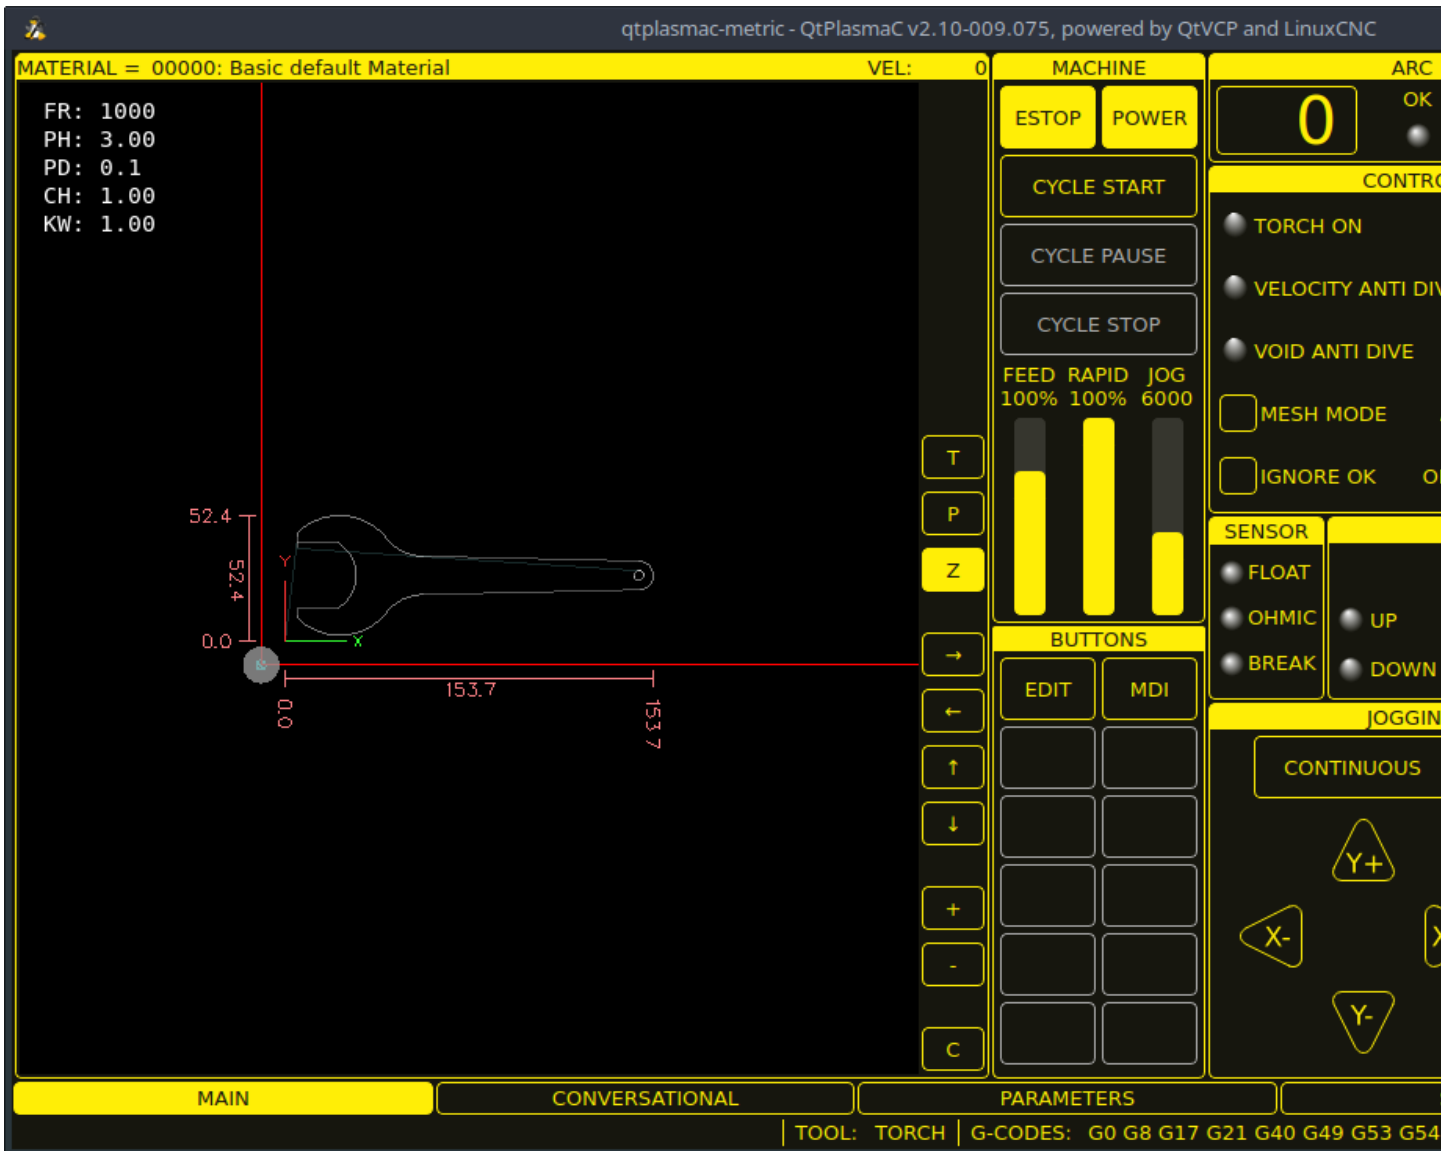 qtplasmac-metric - QtPlasmaC v2.10-009.075, powered by QtVCP and LinuxCNC
MATERIAL = 00000: Basic default Material VEL: 0
FR: 1000
PH: 3.00
PD: 0.1
CH: 1.00
KW: 1.00
52.4
52.4
0.0
Y
X
153.7
0.0
153.7
T
P
Z
→
←
↑
↓
+
-
C
MACHINE
ESTOP POWER
CYCLE START
CYCLE PAUSE
CYCLE STOP
FEED RAPID JOG
100% 100% 6000
BUTTONS
EDIT MDI
ARC
0 OK
CONTRO
TORCH ON
VELOCITY ANTI DIV
VOID ANTI DIVE
MESH MODE
IGNORE OK
SENSOR
FLOAT
OHMIC
BREAK
UP
DOWN
JOGGIN
CONTINUOUS
Y+
X-
Y-
MAIN CONVERSATIONAL PARAMETERS
TOOL: TORCH G-CODES: G0 G8 G17 G21 G40 G49 G53 G54